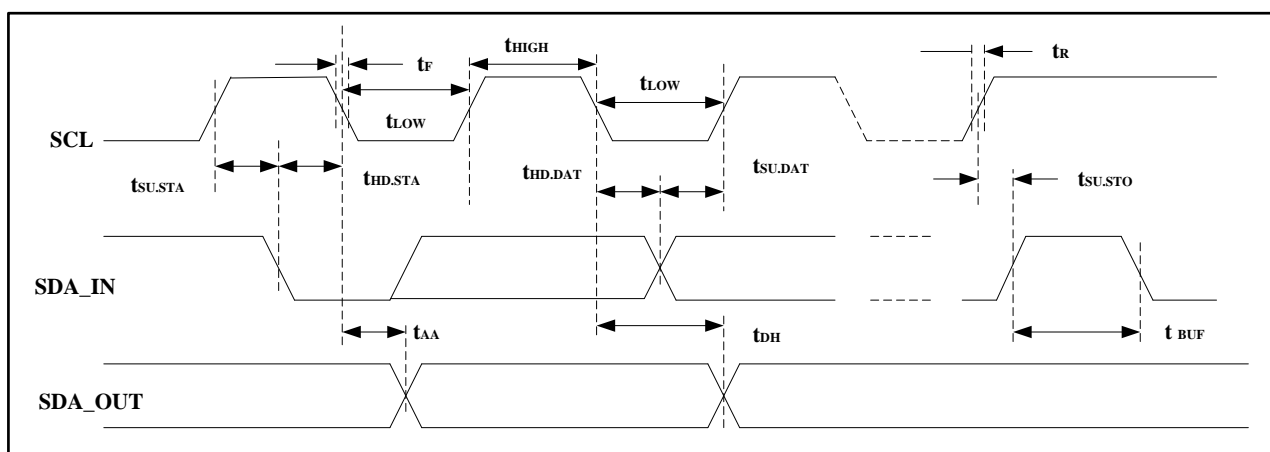 tHIGH
tF
tR
tLOW
tLOW
SCL
tSU.STA
tHD.STA
tHD.DAT
tSU.DAT
tSU.STO
SDA_IN
tAA
tDH
t BUF
SDA_OUT